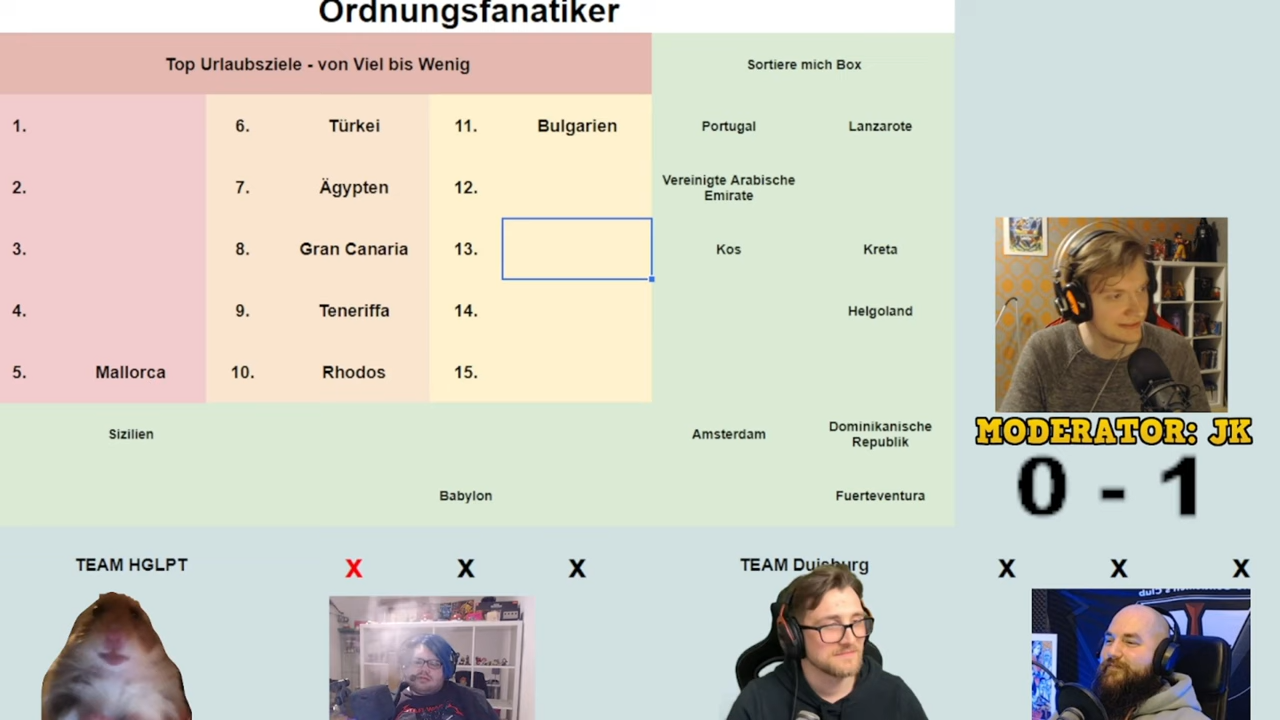 Ordnungsfanatiker
Top Urlaubsziele - von Viel bis Wenig
Sortiere mich Box
1.
6.
Türkei
11.
Bulgarien
Portugal
Lanzarote
2.
7.
Ägypten
12.
Vereinigte Arabische
Emirate
3.
8.
Gran Canaria
13.
Kos
Kreta
4.
9.
Teneriffa
14.
Helgoland
5.
Mallorca
10.
Rhodos
15.
Sizilien
Amsterdam
Dominikanische
Republik
Babylon
Fuerteventura
MODERATOR: JK
0 - 1
TEAM HGLPT
X
X
X
TEAM Duisburg
X
X
X